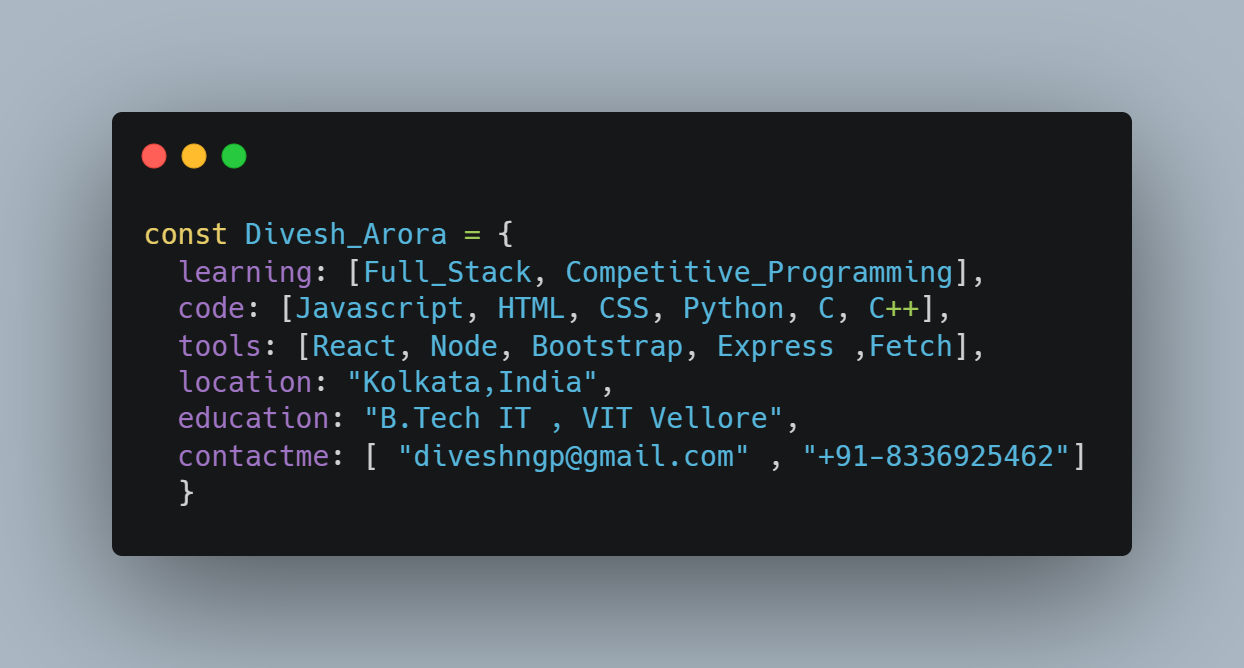 const Divesh_Arora = {
learning: [Full_Stack, Competitive_Programming],
code: [Javascript, HTML, CSS, Python, C, C++],
tools: [React, Node, Bootstrap, Express ,Fetch],
location: "Kolkata,India",
education: "B.Tech IT , VIT Vellore",
contactme: [ "diveshngp@gmail.com" , "+91-8336925462"]
}